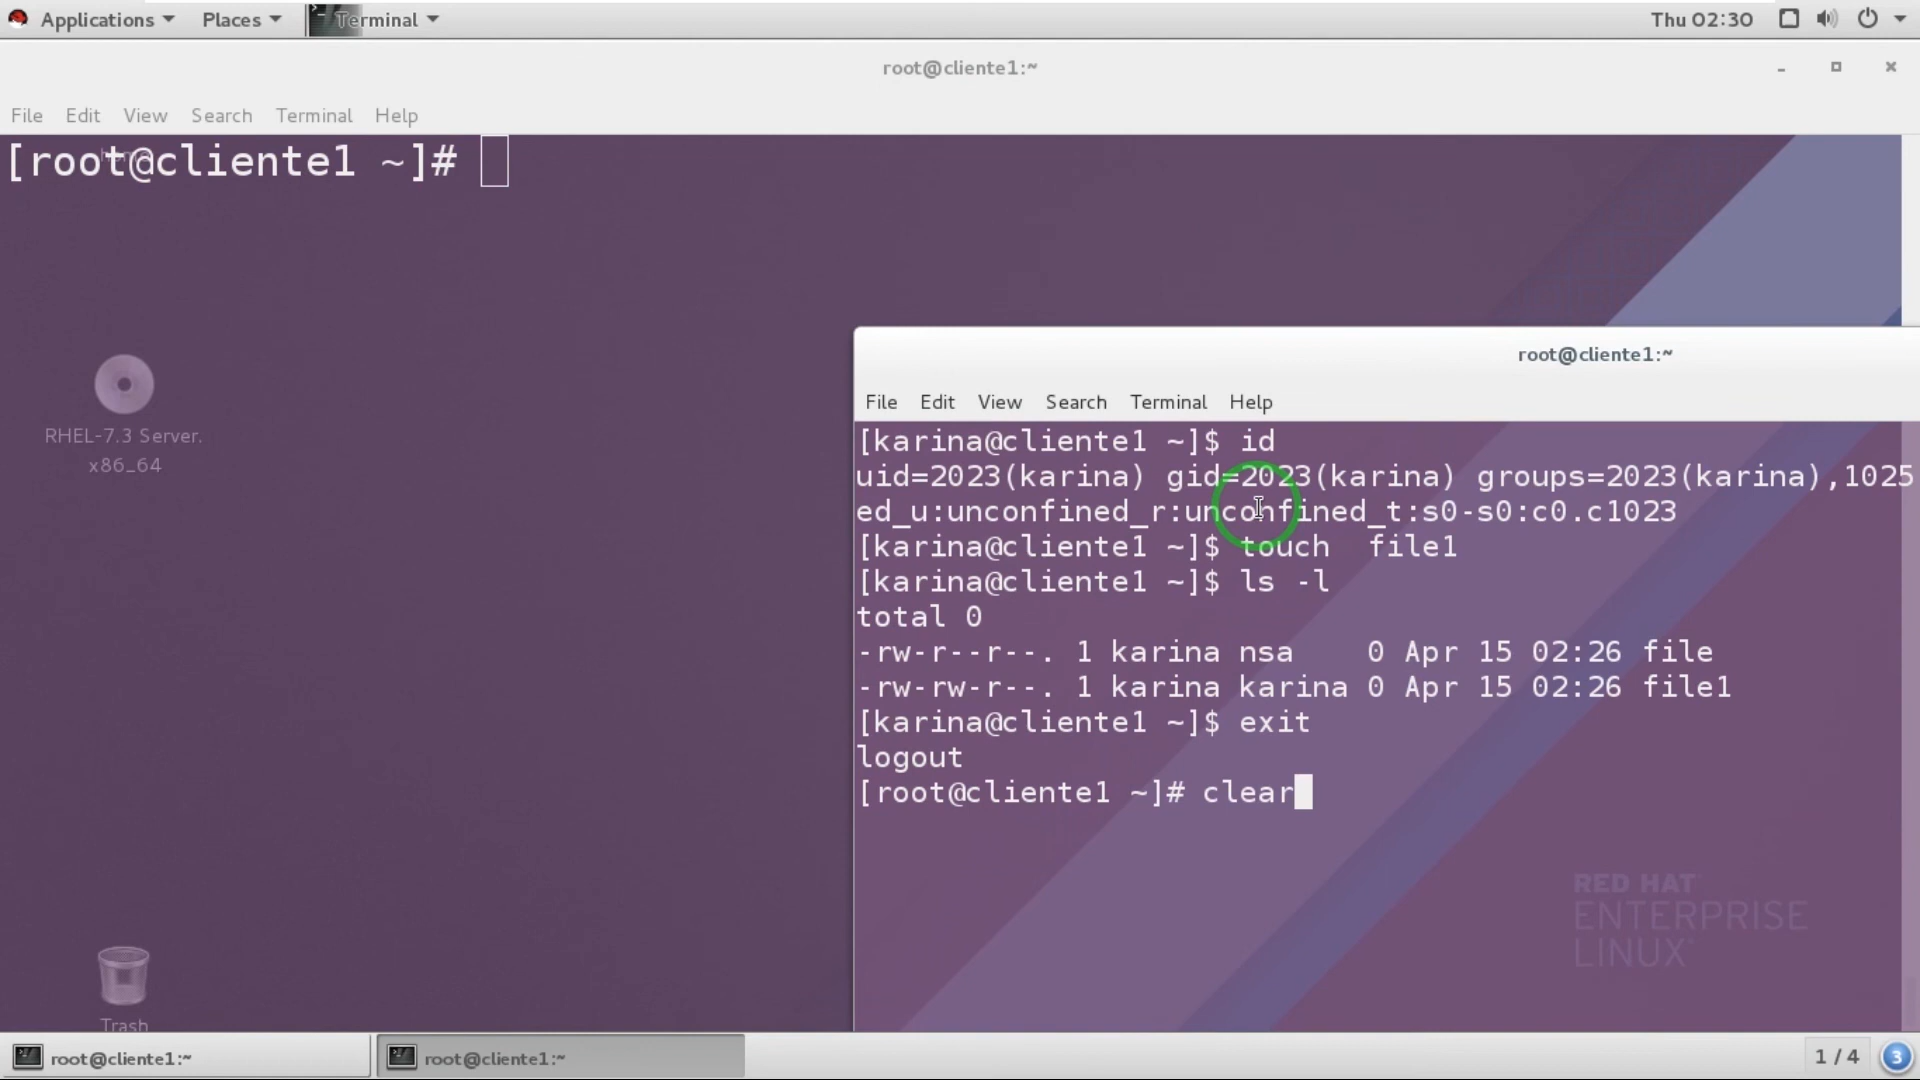 Applications Places Terminal Thu 02:30
root@cliente1:~
File Edit View Search Terminal Help
[root@cliente1 ~]#
RHEL-7.3 Server.
x86_64
root@cliente1:~
File Edit View Search Terminal Help
[karina@cliente1 ~]$ id
uid=2023(karina) gid=2023(karina) groups=2023(karina),1025
ed_u:unconfined_r:unconfined_t:s0-s0:c0.c1023
[karina@cliente1 ~]$ touch  file1
[karina@cliente1 ~]$ ls -l
total 0
-rw-r--r--. 1 karina nsa    0 Apr 15 02:26 file
-rw-rw-r--. 1 karina karina 0 Apr 15 02:26 file1
[karina@cliente1 ~]$ exit
logout
[root@cliente1 ~]# clear
RED HAT
ENTERPRISE
LINUX
Trash
root@cliente1:~ root@cliente1:~ 1 / 4 3